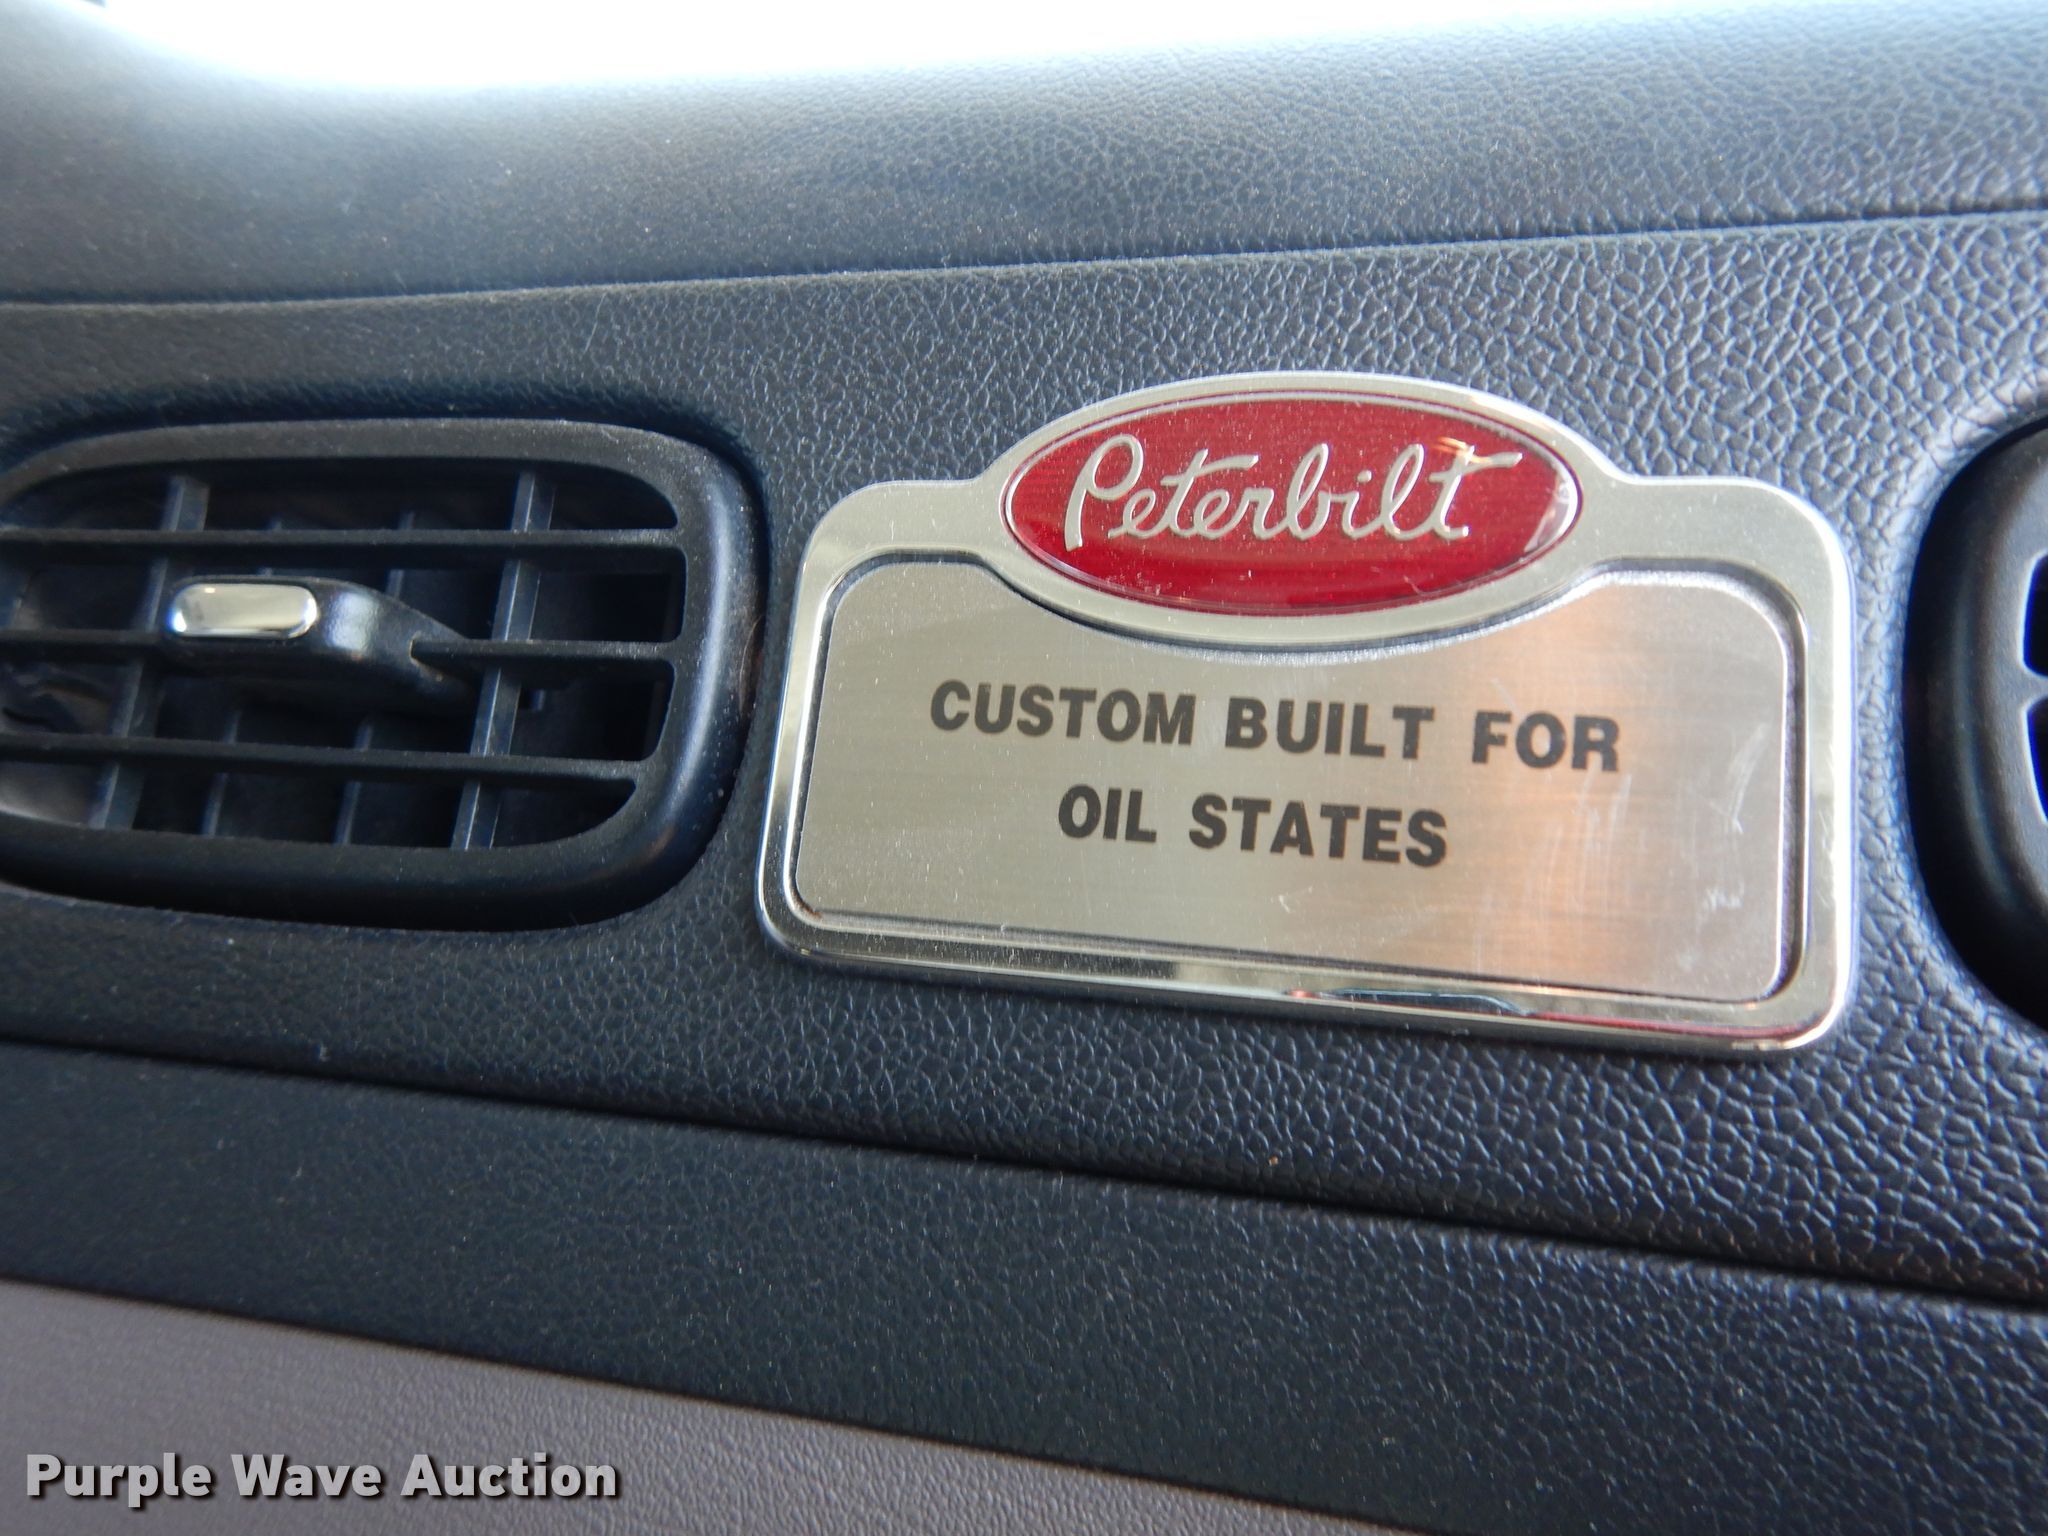 Peterbilt
CUSTOM BUILT FOR
OIL STATES
Purple Wave Auction